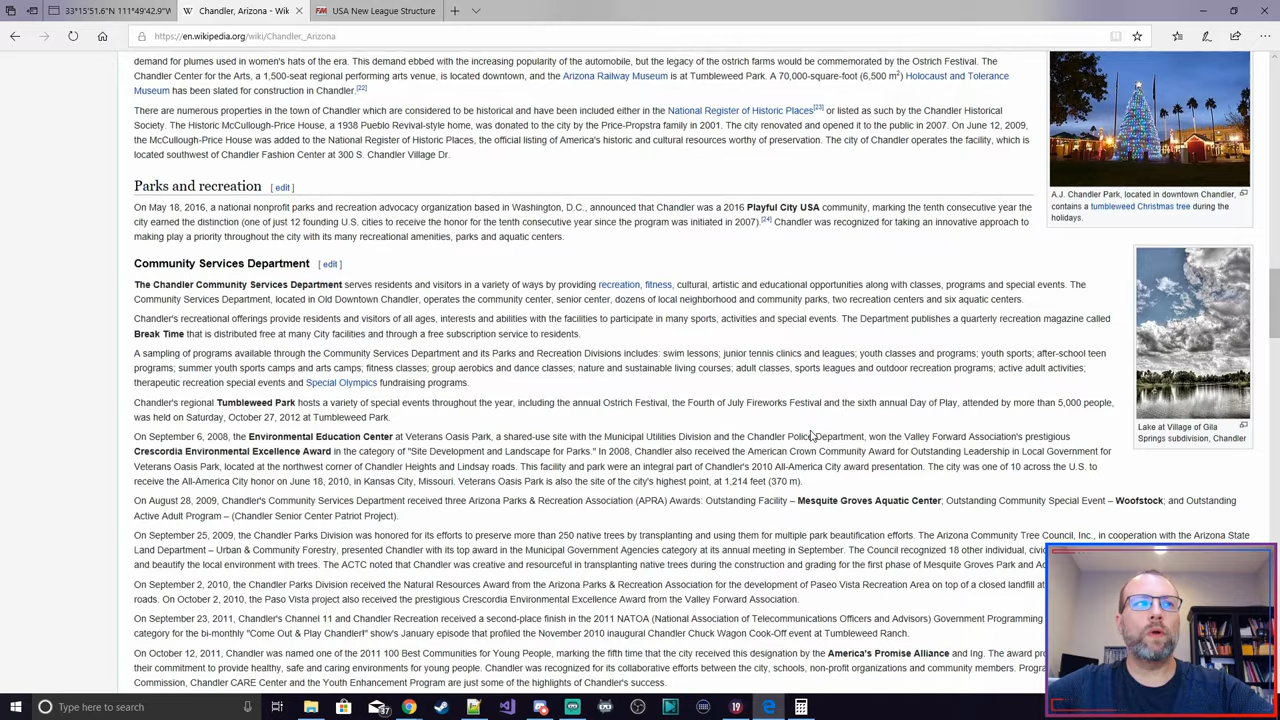 33°15'51.6"N 111°49'42.9"W
Chandler, Arizona - Wik
FM
USA New League Structure
https://en.wikipedia.org/wiki/Chandler,_Arizona
demand for plumes used in women's hats of the era. This demand ebbed with the increasing popularity of the automobile, but the legacy of the ostrich farms would be commemorated by the Ostrich Festival. The
Chandler Center for the Arts, a 1,500-seat regional performing arts venue, is located downtown, and the Arizona Railway Museum is at Tumbleweed Park. A 70,000-square-foot (6,500 m2) Holocaust and Tolerance
Museum has been slated for construction in Chandler.[22]
There are numerous properties in the town of Chandler which are considered to be historical and have been included either in the National Register of Historic Places[23] or listed as such by the Chandler Historical
Society. The Historic McCullough-Price House, a 1938 Pueblo Revival-style home, was donated to the city by the Price-Propstra family in 2001. The city renovated and opened it to the public in 2007. On June 12, 2009,
the McCullough-Price House was added to the National Register of Historic Places, the official listing of America's historic and cultural resources worthy of preservation. The city of Chandler operates the facility, which is
located southwest of Chandler Fashion Center at 300 S. Chandler Village Dr.
A.J. Chandler Park, located in downtown Chandler,
contains a tumbleweed Christmas tree during the
holidays.
Parks and recreation [ edit ]
On May 18, 2016, a national nonprofit parks and recreation advocacy organization based in Washington, D.C., announced that Chandler was a 2016 Playful City USA community, marking the tenth consecutive year the
city earned the distinction (one of just 12 founding U.S. cities to receive the honor for the tenth consecutive year since the program was initiated in 2007).[24] Chandler was recognized for taking an innovative approach to
making play a priority throughout the city with its many recreational amenities, parks and aquatic centers.
Community Services Department [ edit ]
The Chandler Community Services Department serves residents and visitors in a variety of ways by providing recreation, fitness, cultural, artistic and educational opportunities along with classes, programs and special events. The
Community Services Department, located in Old Downtown Chandler, operates the community center, senior center, dozens of local neighborhood and community parks, two recreation centers and six aquatic centers.
Chandler's recreational offerings provide residents and visitors of all ages, interests and abilities with the facilities to participate in many sports, activities and special events. The Department publishes a quarterly recreation magazine called
Break Time that is distributed free at many City facilities and through a free subscription service to residents.
A sampling of programs available through the Community Services Department and its Parks and Recreation Divisions includes: swim lessons; junior tennis clinics and leagues; youth classes and programs; youth sports; after-school teen
programs; summer youth sports camps and arts camps; fitness classes; group aerobics and dance classes; nature and sustainable living courses; adult classes, sports leagues and outdoor recreation programs; active adult activities;
therapeutic recreation special events and Special Olympics fundraising programs.
Chandler's regional Tumbleweed Park hosts a variety of special events throughout the year, including the annual Ostrich Festival, the Fourth of July Fireworks Festival and the sixth annual Day of Play, attended by more than 5,000 people,
was held on Saturday, October 27, 2012 at Tumbleweed Park.
Lake at Village of Gila
Springs subdivision, Chandler
On September 6, 2008, the Environmental Education Center at Veterans Oasis Park, a shared-use site with the Municipal Utilities Division and the Chandler Police Department, won the Valley Forward Association's prestigious
Crescordia Environmental Excellence Award in the category of "Site Development and Landscape for Parks." In 2008, Chandler also received the American Crown Community Award for Outstanding Leadership in Local Government for
Veterans Oasis Park, located at the northwest corner of Chandler Heights and Lindsay roads. This facility and park were an integral part of Chandler's 2010 All-America City award presentation. The city was one of 10 across the U.S. to
receive the All-America City honor on June 18, 2010, in Kansas City, Missouri. Veterans Oasis Park is also the site of the city's highest point, at 1,214 feet (370 m).
On August 28, 2009, Chandler's Community Services Department received three Arizona Parks & Recreation Association (APRA) Awards: Outstanding Facility – Mesquite Groves Aquatic Center, Outstanding Community Special Event – Woofstock; and Outstanding
Active Adult Program – (Chandler Senior Center Patriot Project).
On September 25, 2009, the Chandler Parks Division was honored for its efforts to preserve more than 250 native trees by transplanting and using them for multiple park beautification efforts. The Arizona Community Tree Council, Inc., in cooperation with the Arizona State
Land Department – Urban & Community Forestry, presented Chandler with its top award in the Municipal Government Agencies category at its annual meeting in September. The Council recognized 18 other individual, civic
and beautify the local environment with trees. The ACTC noted that Chandler was creative and resourceful in transplanting native trees during the construction and grading for the first phase of Mesquite Groves Park and
On September 2, 2010, the Chandler Parks Division received the Natural Resources Award from the Arizona Parks & Recreation Association for the development of Paseo Vista Recreation Area on top of a closed landfill at
roads. On October 2, 2010, the Paso Vista project also received the prestigious Crescordia Environmental Excellence Award from the Valley Forward Association.
On September 23, 2011, Chandler's Channel 11 and Chandler Recreation received a second-place finish in the 2011 NATOA (National Association of Telecommunications Officers and Advisors) Government Programming
category for the bi-monthly "Come Out & Play Chandler!" show's January episode that profiled the November 2010 inaugural Chandler Chuck Wagon Cook-Off event at Tumbleweed Ranch.
On October 12, 2011, Chandler was named one of the 2011 100 Best Communities for Young People, marking the fifth time that the city received this designation by the America's Promise Alliance and Ing. The award
their commitment to provide healthy, safe and caring environments for young people. Chandler was recognized for its collaborative efforts between the city, schools, non-profit organizations and community members.
Commission, Chandler CARE Center and the Youth Enhancement Program are just some of the highlights of Chandler's success.
Type here to search
19